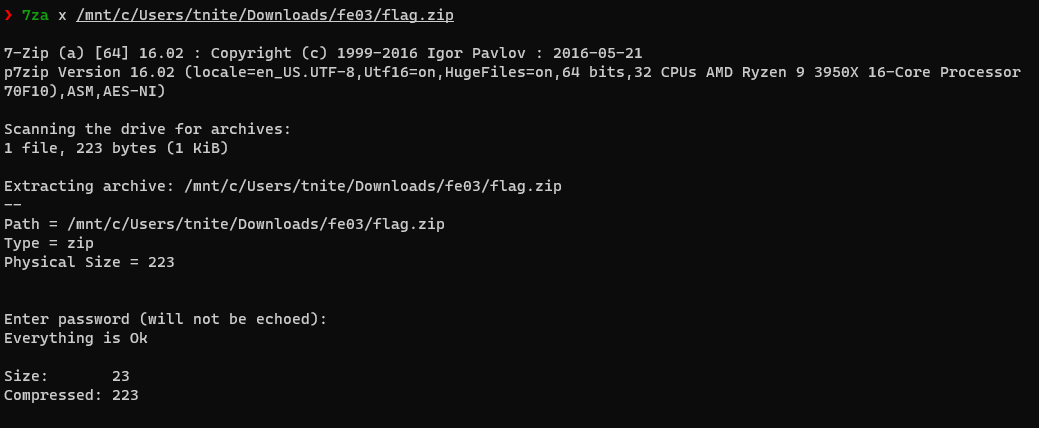 ❯ 7za x /mnt/c/Users/tnite/Downloads/fe03/flag.zip
7-Zip (a) [64] 16.02 : Copyright (c) 1999-2016 Igor Pavlov : 2016-05-21
p7zip Version 16.02 (locale=en_US.UTF-8,Utf16=on,HugeFiles=on,64 bits,32 CPUs AMD Ryzen 9 3950X 16-Core Processor
70F10),ASM,AES-NI)
Scanning the drive for archives:
1 file, 223 bytes (1 KiB)
Extracting archive: /mnt/c/Users/tnite/Downloads/fe03/flag.zip
--
Path = /mnt/c/Users/tnite/Downloads/fe03/flag.zip
Type = zip
Physical Size = 223
Enter password (will not be echoed):
Everything is Ok
Size:       23
Compressed: 223